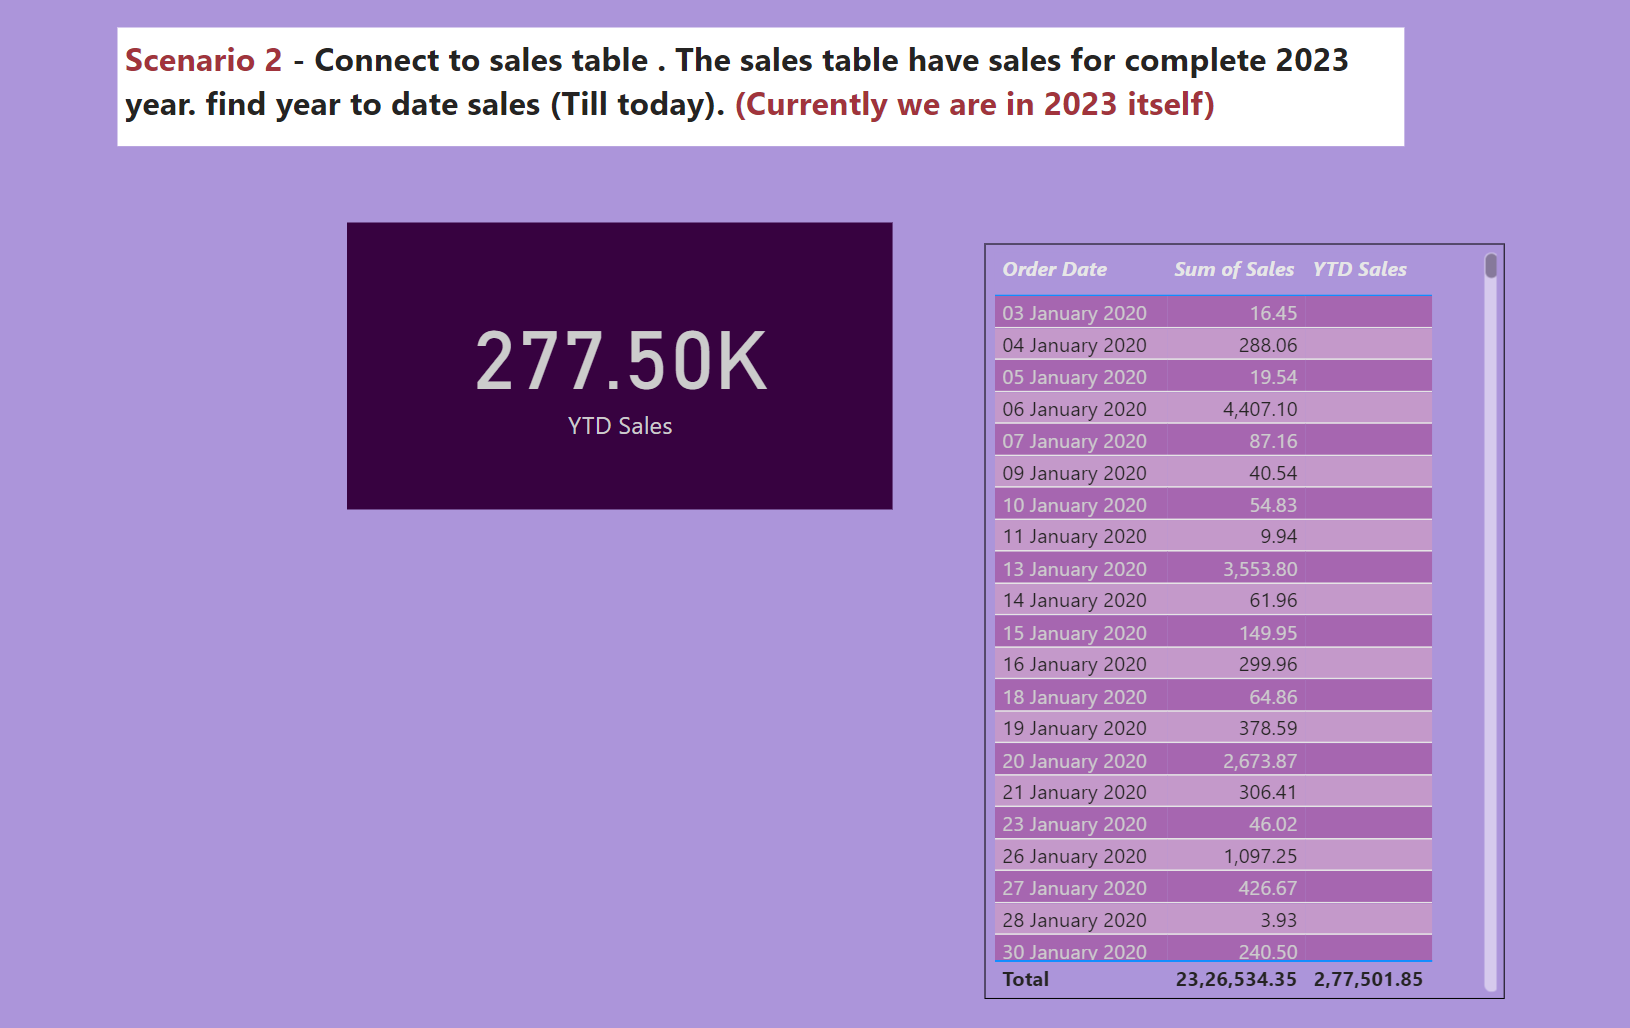 Scenario 2 - Connect to sales table . The sales table have sales for complete 2023
year. find year to date sales (Till today). (Currently we are in 2023 itself)
277.50K
YTD Sales
Order Date Sum of Sales YTD Sales
03 January 2020 16.45
04 January 2020 288.06
05 January 2020 19.54
06 January 2020 4,407.10
07 January 2020 87.16
09 January 2020 40.54
10 January 2020 54.83
11 January 2020 9.94
13 January 2020 3,553.80
14 January 2020 61.96
15 January 2020 149.95
16 January 2020 299.96
18 January 2020 64.86
19 January 2020 378.59
20 January 2020 2,673.87
21 January 2020 306.41
23 January 2020 46.02
26 January 2020 1,097.25
27 January 2020 426.67
28 January 2020 3.93
30 January 2020 240.50
Total 23,26,534.35 2,77,501.85